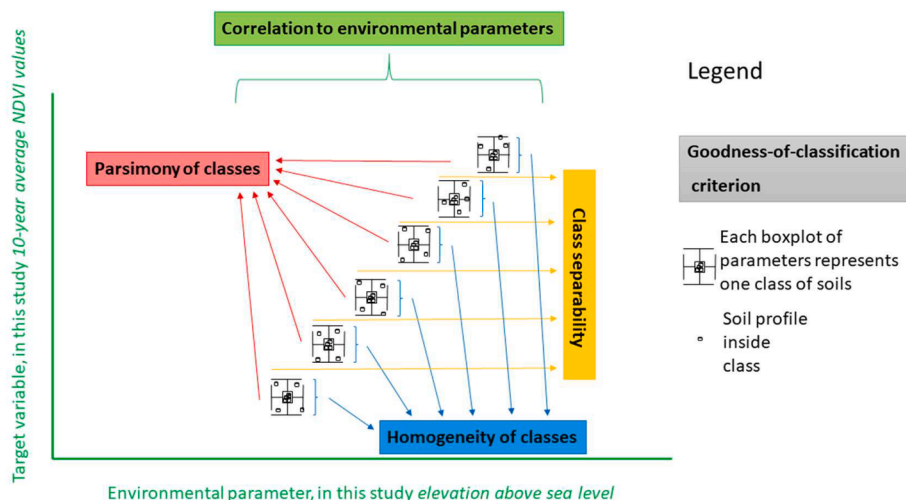 Correlation to environmental parameters
Target variable, in this study 10-year average NDVI values
Parsimony of classes
Class separability
Homogeneity of classes
Environmental parameter, in this study elevation above sea level
Legend
Goodness-of-classification
criterion
Each boxplot of
parameters represents
one class of soils
Soil profile
inside
class